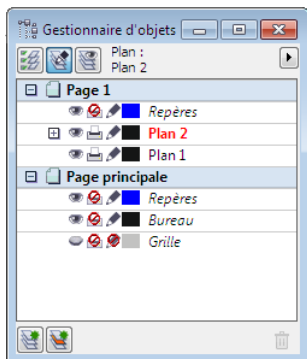 Gestionnaire d'objets
Plan :
Plan 2
Page 1
Repères
Plan 2
Plan 1
Page principale
Repères
Bureau
Grille